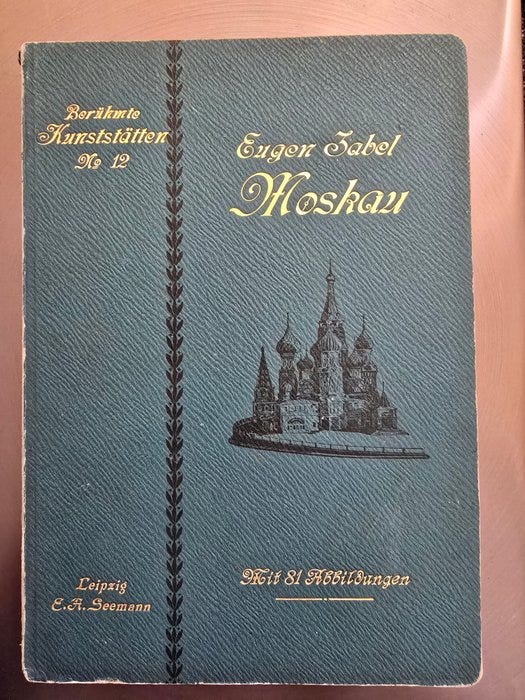 Berühmte
Kunststätten
No 12
Eugen Zabel
Moskau
Mit 81 Abbildungen
Leipzig
E. A. Seemann